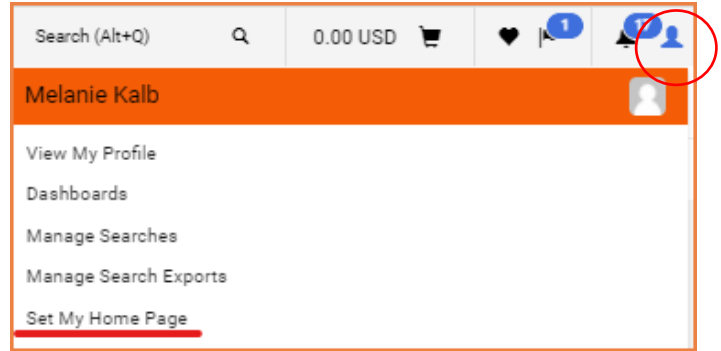 Search (Alt+Q) 0.00 USD 1
Melanie Kalb
View My Profile
Dashboards
Manage Searches
Manage Search Exports
Set My Home Page